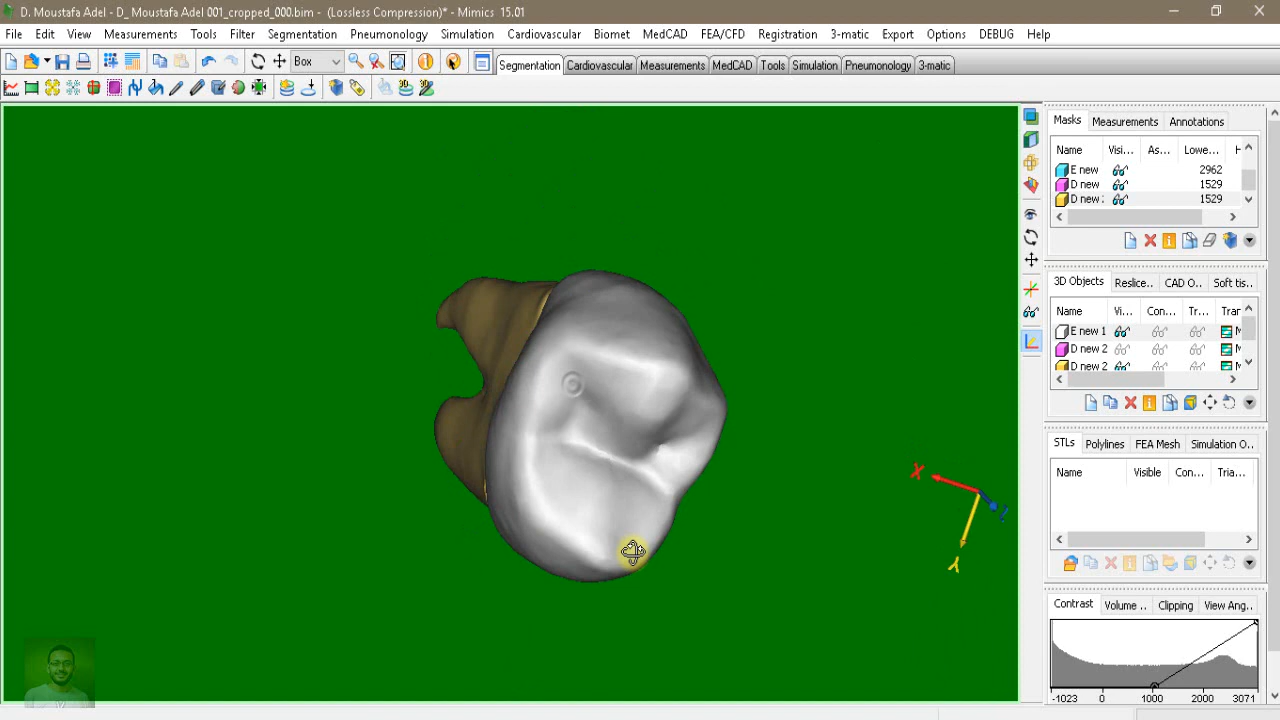 D. Moustafa Adel - D_ Moustafa Adel 001_cropped_000.bim - (Lossless Compression)* - Mimics 15.01
File Edit View Measurements Tools Filter Segmentation Pneumonology Simulation Cardiovascular Biomet MedCAD FEA/CFD Registration 3-matic Export Options DEBUG Help
Box
Segmentation Cardiovascular Measurements MedCAD Tools Simulation Pneumonology 3-matic
Masks Measurements Annotations
Name Visi... As... Lowe... H
E new 2962
D new 1529
D new : 1529
3D Objects Reslice.. CAD O.. Soft tis..
Name Vi... Con... Tr... Trar
E new 1 M
D new 2 M
D new 2
STLs Polylines FEA Mesh Simulation O..
Name Visible Con... Tria...
Contrast Volume .. Clipping View Ang..
-1023 0 1000 2000 3071
X
Y